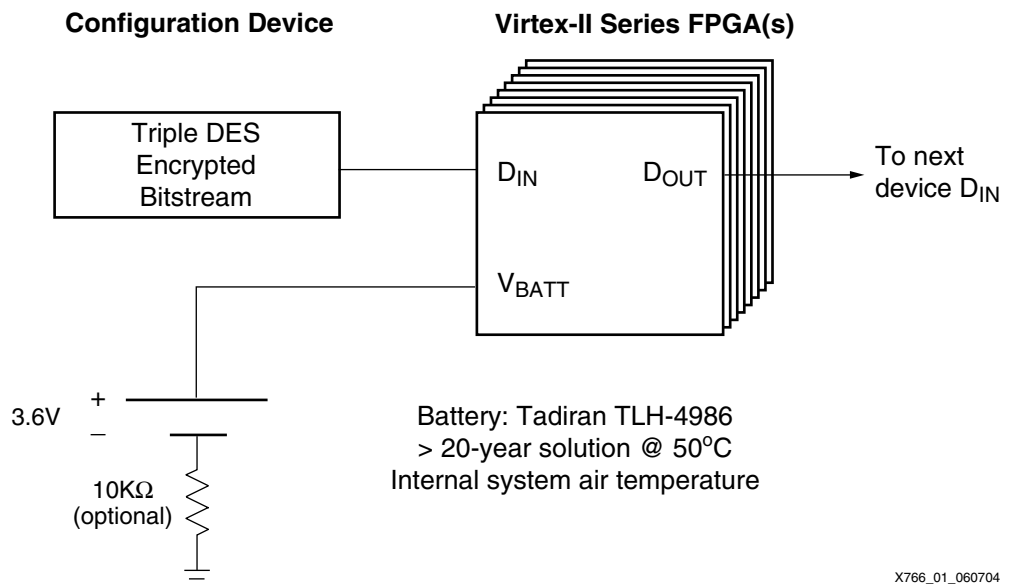 Configuration Device
Virtex-II Series FPGA(s)
Triple DES
Encrypted
Bitstream
DIN
DOUT
To next
device DIN
VBATT
3.6V
+
–
10KΩ
(optional)
Battery: Tadiran TLH-4986
> 20-year solution @ 50°C
Internal system air temperature
X766_01_060704